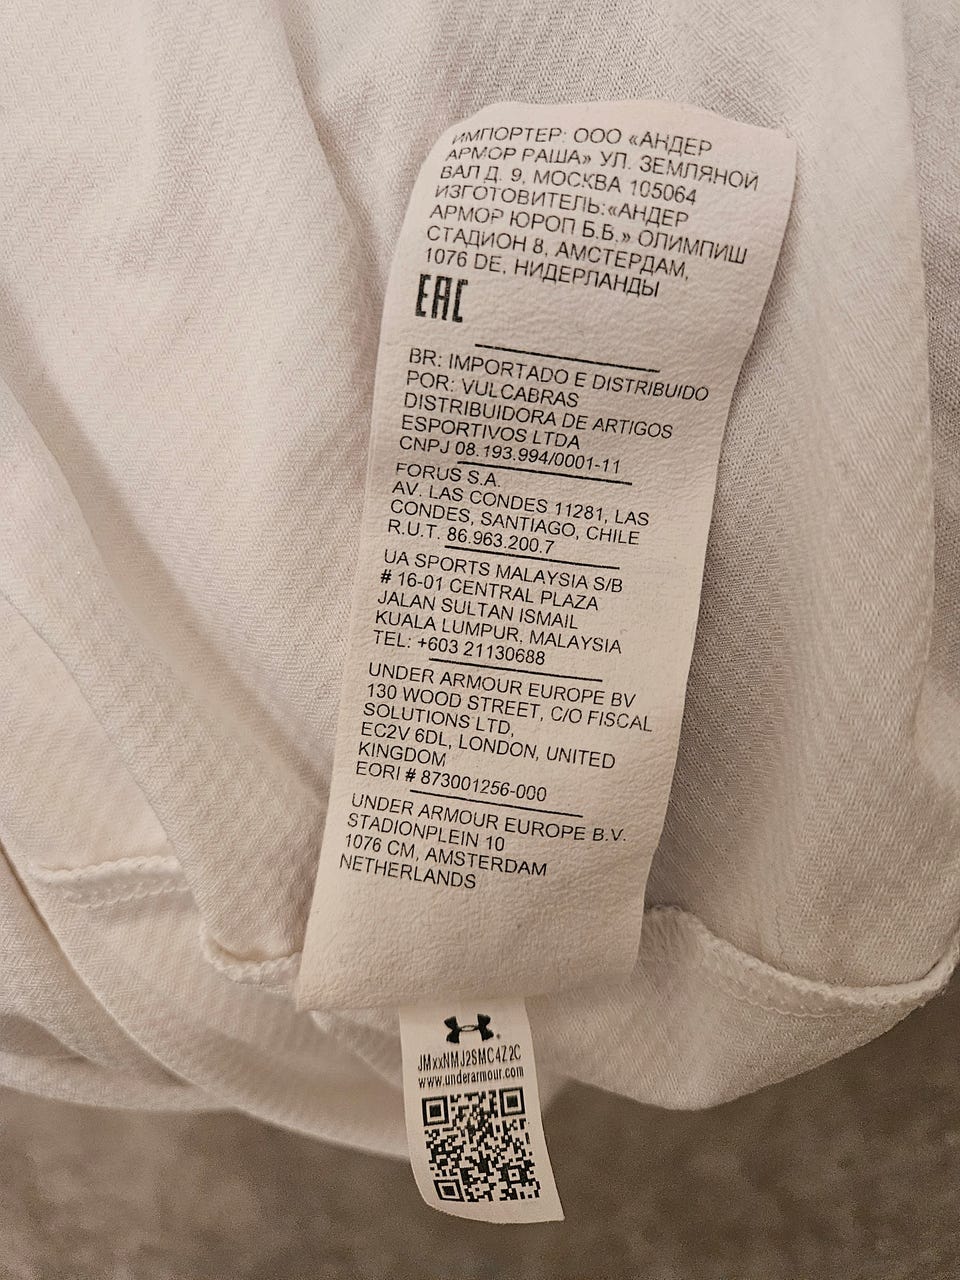 ИМПОРТЕР: ООО «АНДЕР
АРМОР РАША» УЛ. ЗЕМЛЯНОЙ
ВАЛ Д. 9, МОСКВА 105064
ИЗГОТОВИТЕЛЬ:«АНДЕР
АРМОР ЮРОП Б.В.» ОЛИМПИШ
СТАДИОН 8, АМСТЕРДАМ,
1076 DE, НИДЕРЛАНДЫ
EAC
BR: IMPORTADO E DISTRIBUIDO
POR: VULCABRAS
DISTRIBUIDORA DE ARTIGOS
ESPORTIVOS LTDA
CNPJ 08.193.994/0001-11
FORUS S.A.
AV. LAS CONDES 11281, LAS
CONDES, SANTIAGO, CHILE
R.U.T. 86.963.200.7
UA SPORTS MALAYSIA S/B
# 16-01 CENTRAL PLAZA
JALAN SULTAN ISMAIL
KUALA LUMPUR, MALAYSIA
TEL: +603 21130688
UNDER ARMOUR EUROPE BV
130 WOOD STREET, C/O FISCAL
SOLUTIONS LTD,
EC2V 6DL, LONDON, UNITED
KINGDOM
EORI # 873001256-000
UNDER ARMOUR EUROPE B.V.
STADIONPLEIN 10
1076 CM, AMSTERDAM
NETHERLANDS
JMxxNMJ2SMC4Z2C
www.underarmour.com